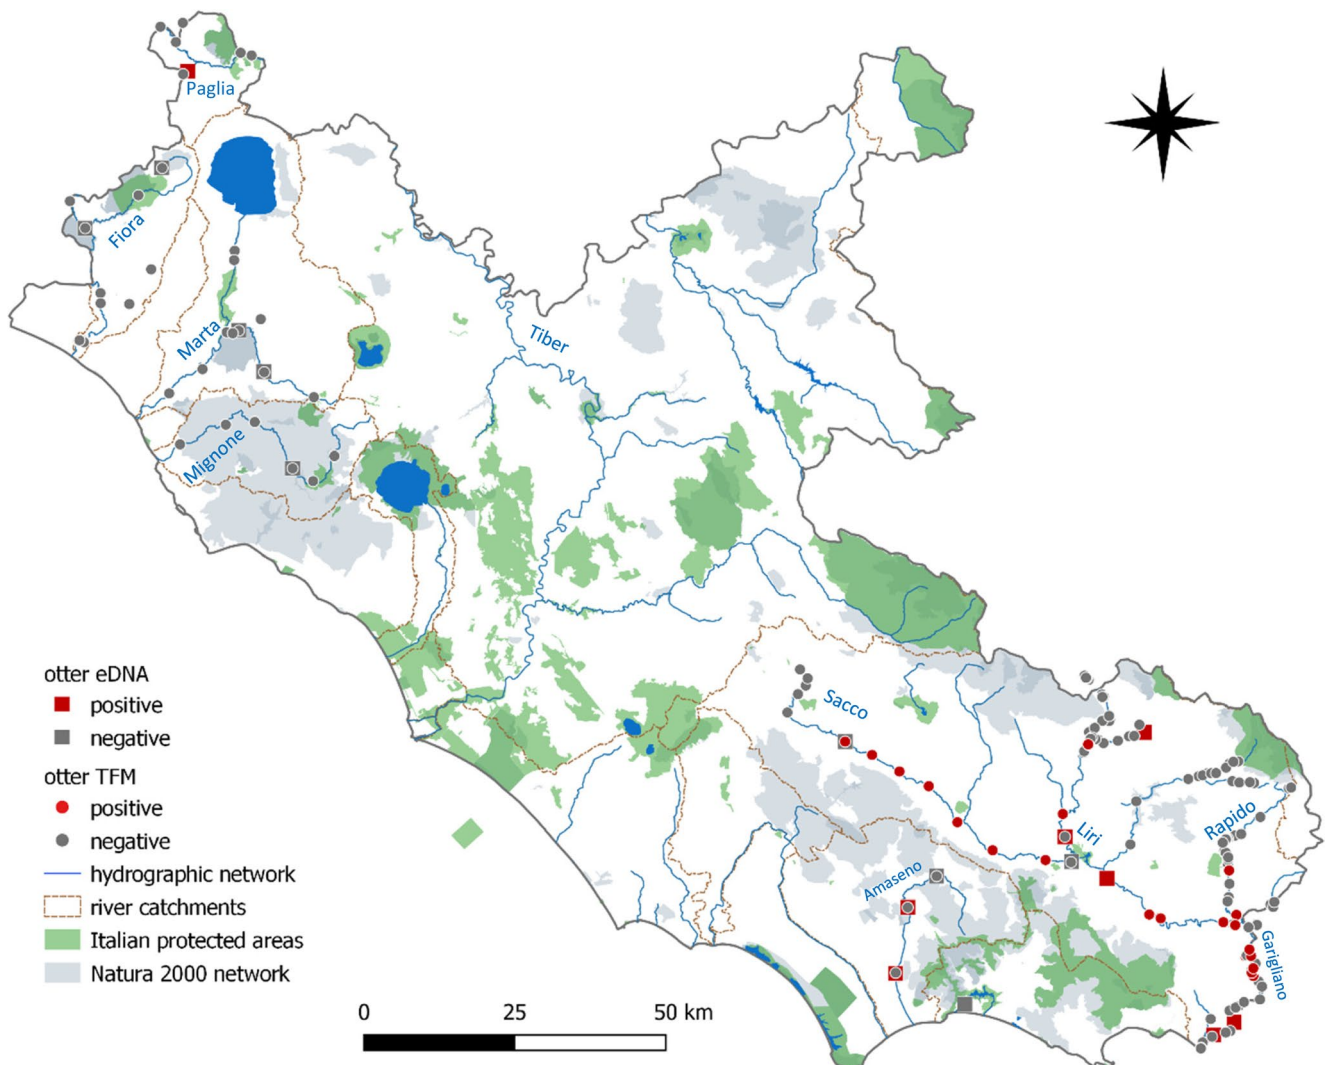 Paglia
Fiora
Marta
Tiber
Mignone
otter eDNA
positive
negative
otter TFM
positive
negative
hydrographic network
river catchments
Italian protected areas
Natura 2000 network
Sacco
Liri
Rapido
Amaseno
Garigliano
0 25 50 km